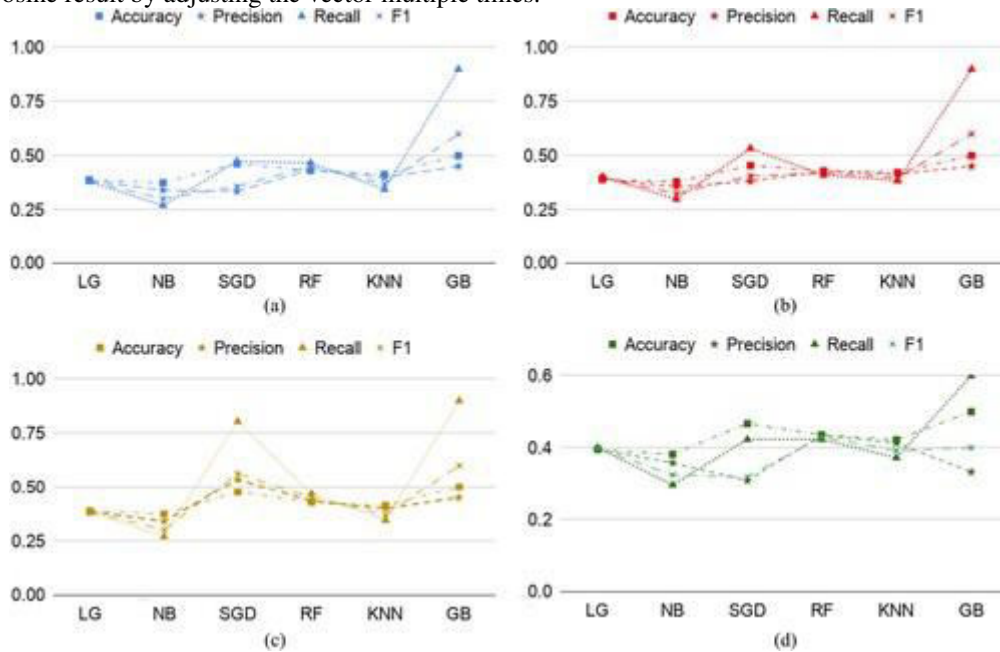 osine result by adjusting the vector multiple times.
Accuracy Precision Recall F1
1.00
0.75
0.50
0.25
0.00
LG NB SGD RF KNN GB
(a)
Accuracy Precision Recall F1
1.00
0.75
0.50
0.25
0.00
LG NB SGD RF KNN GB
(b)
Accuracy Precision Recall F1
1.00
0.75
0.50
0.25
0.00
LG NB SGD RF KNN GB
(c)
Accuracy Precision Recall F1
0.6
0.4
0.2
0.0
LG NB SGD RF KNN GB
(d)